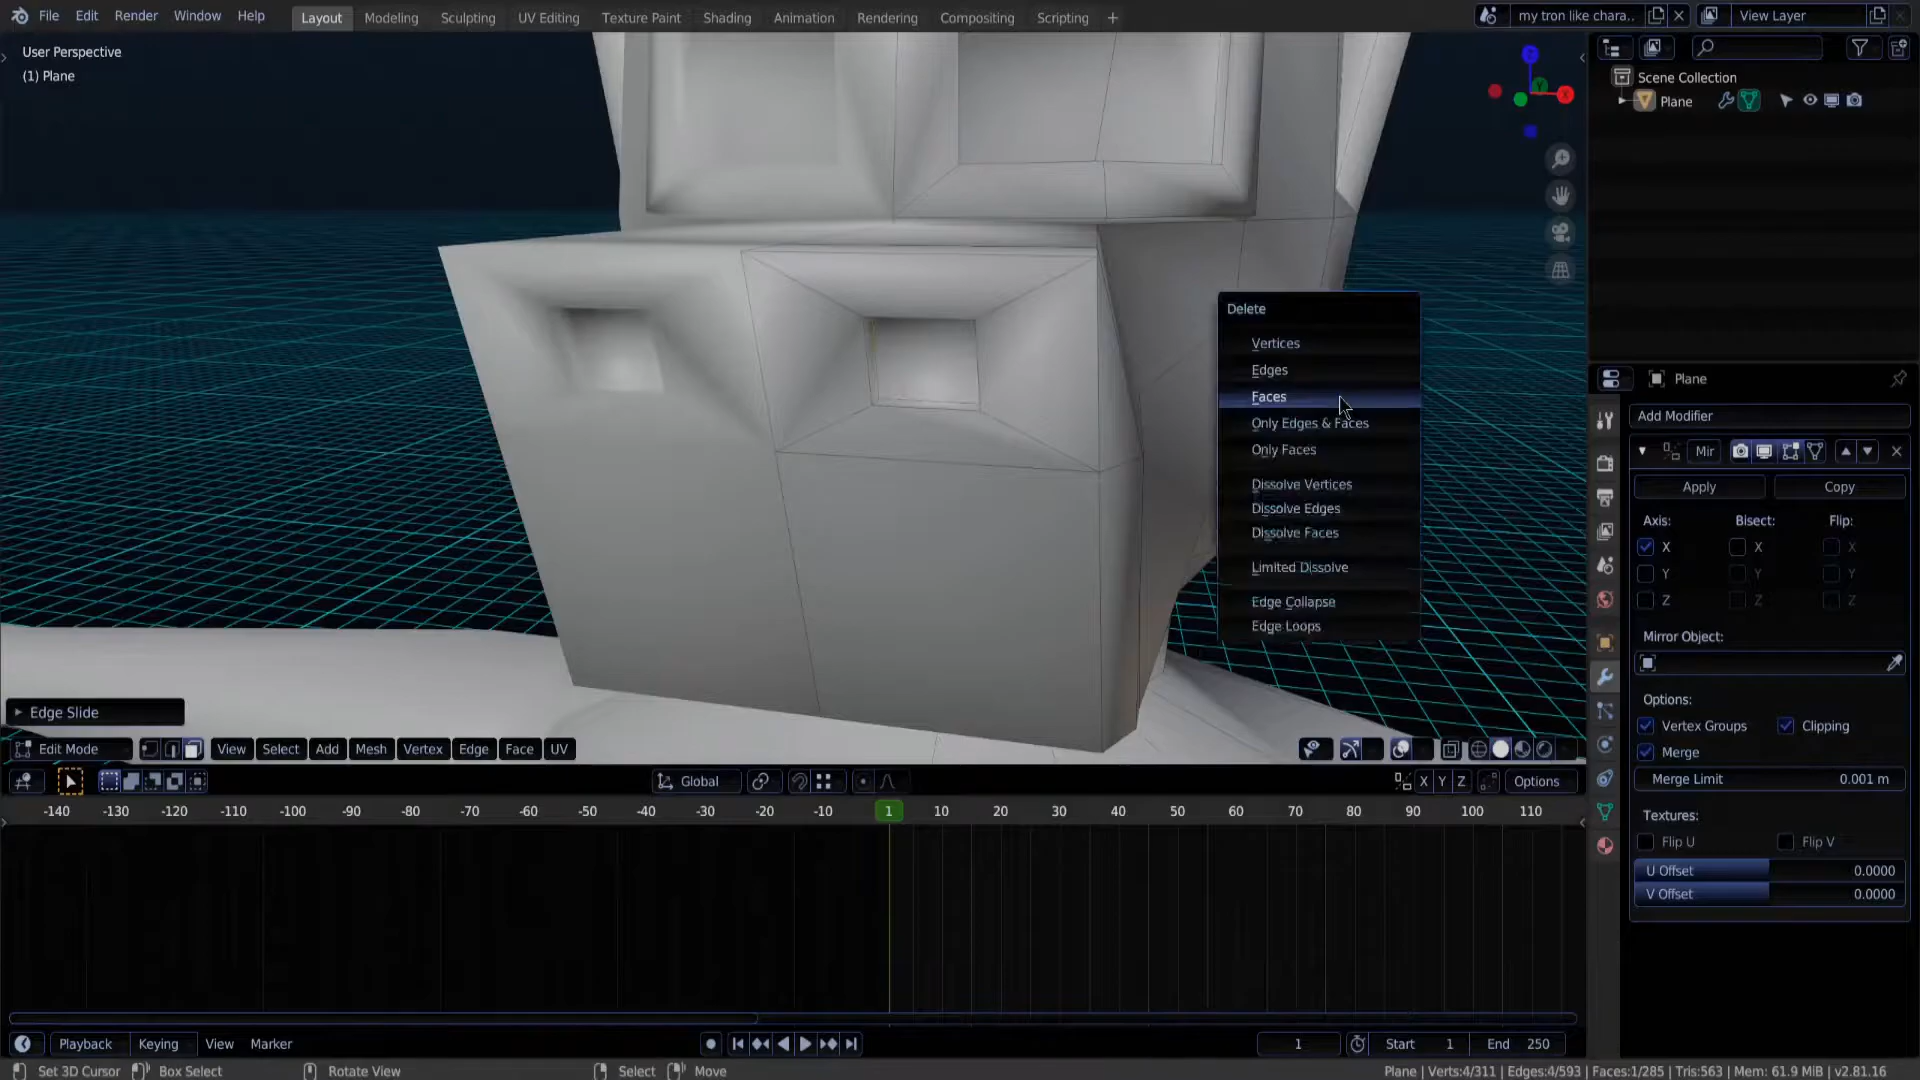 File Edit Render Window Help
Layout Modeling Sculpting UV Editing Texture Paint Shading Animation Rendering Compositing Scripting +
my tron like chara..
View Layer
User Perspective
(1) Plane
Scene Collection
Plane
Delete
Vertices
Edges
Faces
Only Edges & Faces
Only Faces
Dissolve Vertices
Dissolve Edges
Dissolve Faces
Limited Dissolve
Edge Collapse
Edge Loops
Plane
Add Modifier
Mir
Apply Copy
Axis: Bisect: Flip:
X X X
Y Y Y
Z Z Z
Mirror Object:
Options:
Vertex Groups Clipping
Merge
Merge Limit 0.001 m
Textures:
Flip U Flip V
U Offset 0.0000
V Offset 0.0000
Edge Slide
Edit Mode View Select Add Mesh Vertex Edge Face UV
Global X Y Z Options
-140 -130 -120 -110 -100 -90 -80 -70 -60 -50 -40 -30 -20 -10 1 10 20 30 40 50 60 70 80 90 100 110
Playback Keying View Marker 1 Start 1 End 250
Set 3D Cursor Box Select Rotate View Select Move
Plane | Verts:4/311 | Edges:4/593 | Faces:1/285 | Tris:563 | Mem: 61.9 MiB | v2.81.16